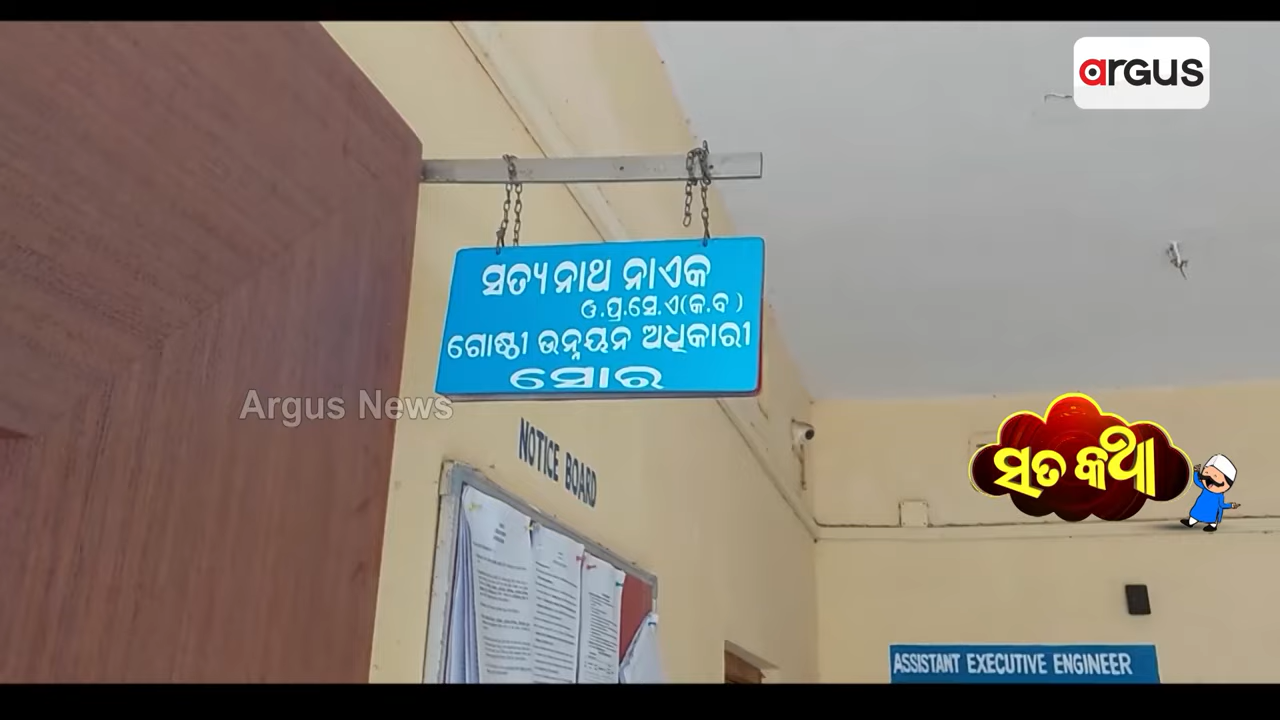 argus
ସତ୍ୟନାଥ ନାଏକ
ଓ.ପ୍ର.ସେ.ଏ(କ.ବ)
ଗୋଷ୍ଠୀ ଉନ୍ନୟନ ଅଧିକାରୀ
ସୋର
Argus News
NOTICE BOARD
ସତ କଥା
ASSISTANT EXECUTIVE ENGINEER